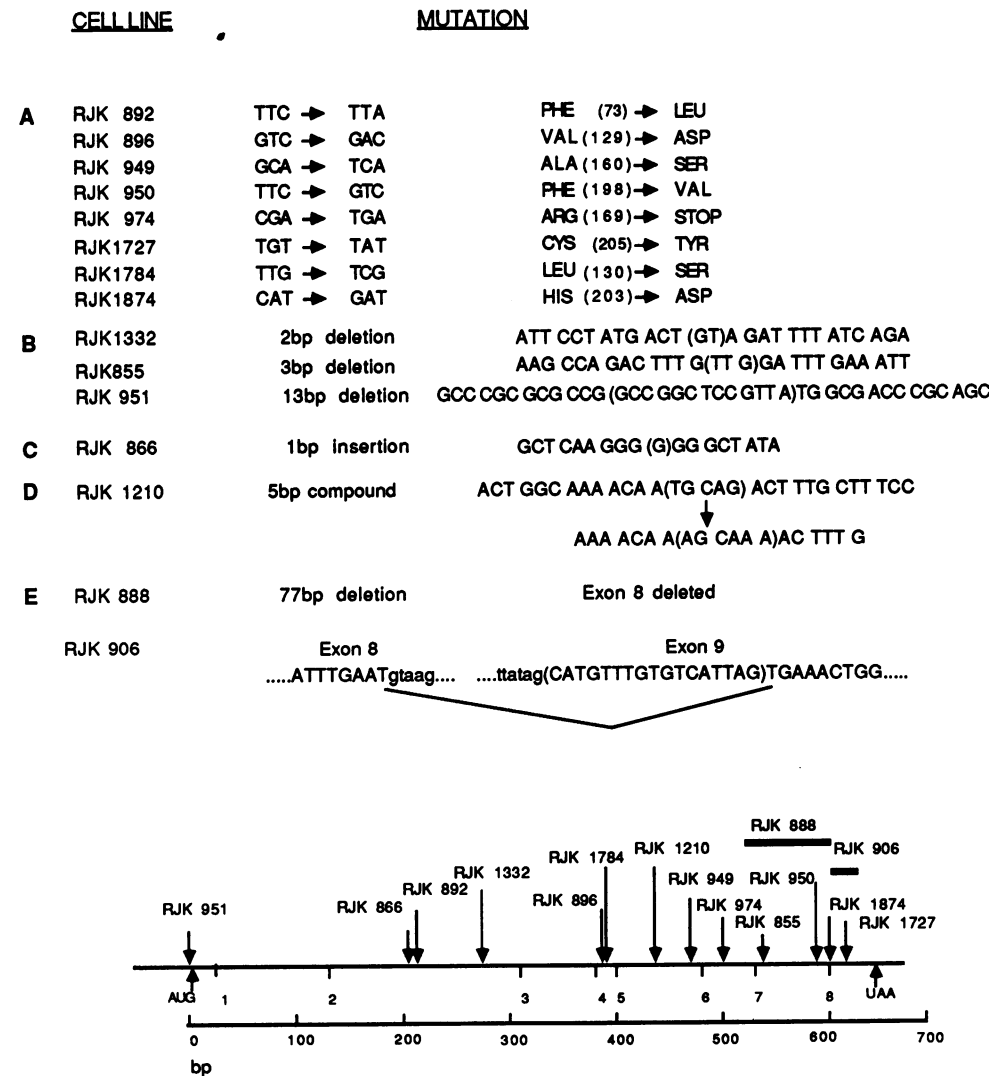 CELL LINE MUTATION
A RJK 892 TTC → TTA PHE (73) → LEU
RJK 896 GTC → GAC VAL (129) → ASP
RJK 949 GCA → TCA ALA (160) → SER
RJK 950 TTC → GTC PHE (198) → VAL
RJK 974 CGA → TGA ARG (169) → STOP
RJK1727 TGT → TAT CYS (205) → TYR
RJK1784 TTG → TCG LEU (130) → SER
RJK1874 CAT → GAT HIS (203) → ASP
B RJK1332 2bp deletion ATT CCT ATG ACT (GT)A GAT TTT ATC AGA
RJK855 3bp deletion AAG CCA GAC TTT G(TT G)GA TTT GAA ATT
RJK 951 13bp deletion GCC CGC GCG CCG (GCC GGC TCC GTT A)TG GCG ACC CGC AGC
C RJK 866 1bp insertion GCT CAA GGG (G)GG GCT ATA
D RJK 1210 5bp compound ACT GGC AAA ACA A(TG CAG) ACT TTG CTT TCC
AAA ACA A(AG CAA A)AC TTT G
E RJK 888 77bp deletion Exon 8 deleted
RJK 906 Exon 8 Exon 9
.....ATTTGAATgtaag.... ....ttatag(CATGTTTGTGTCATTAG)TGAAACTGG.....
RJK 888
RJK 1784 RJK 1210 RJK 906
RJK 1332 RJK 949 RJK 950
RJK 892
RJK 951 RJK 866 RJK 896 RJK 974 RJK 1874
RJK 855 RJK 1727
AUG 1 2 3 4 5 6 7 8 UAA
0 100 200 300 400 500 600 700
bp